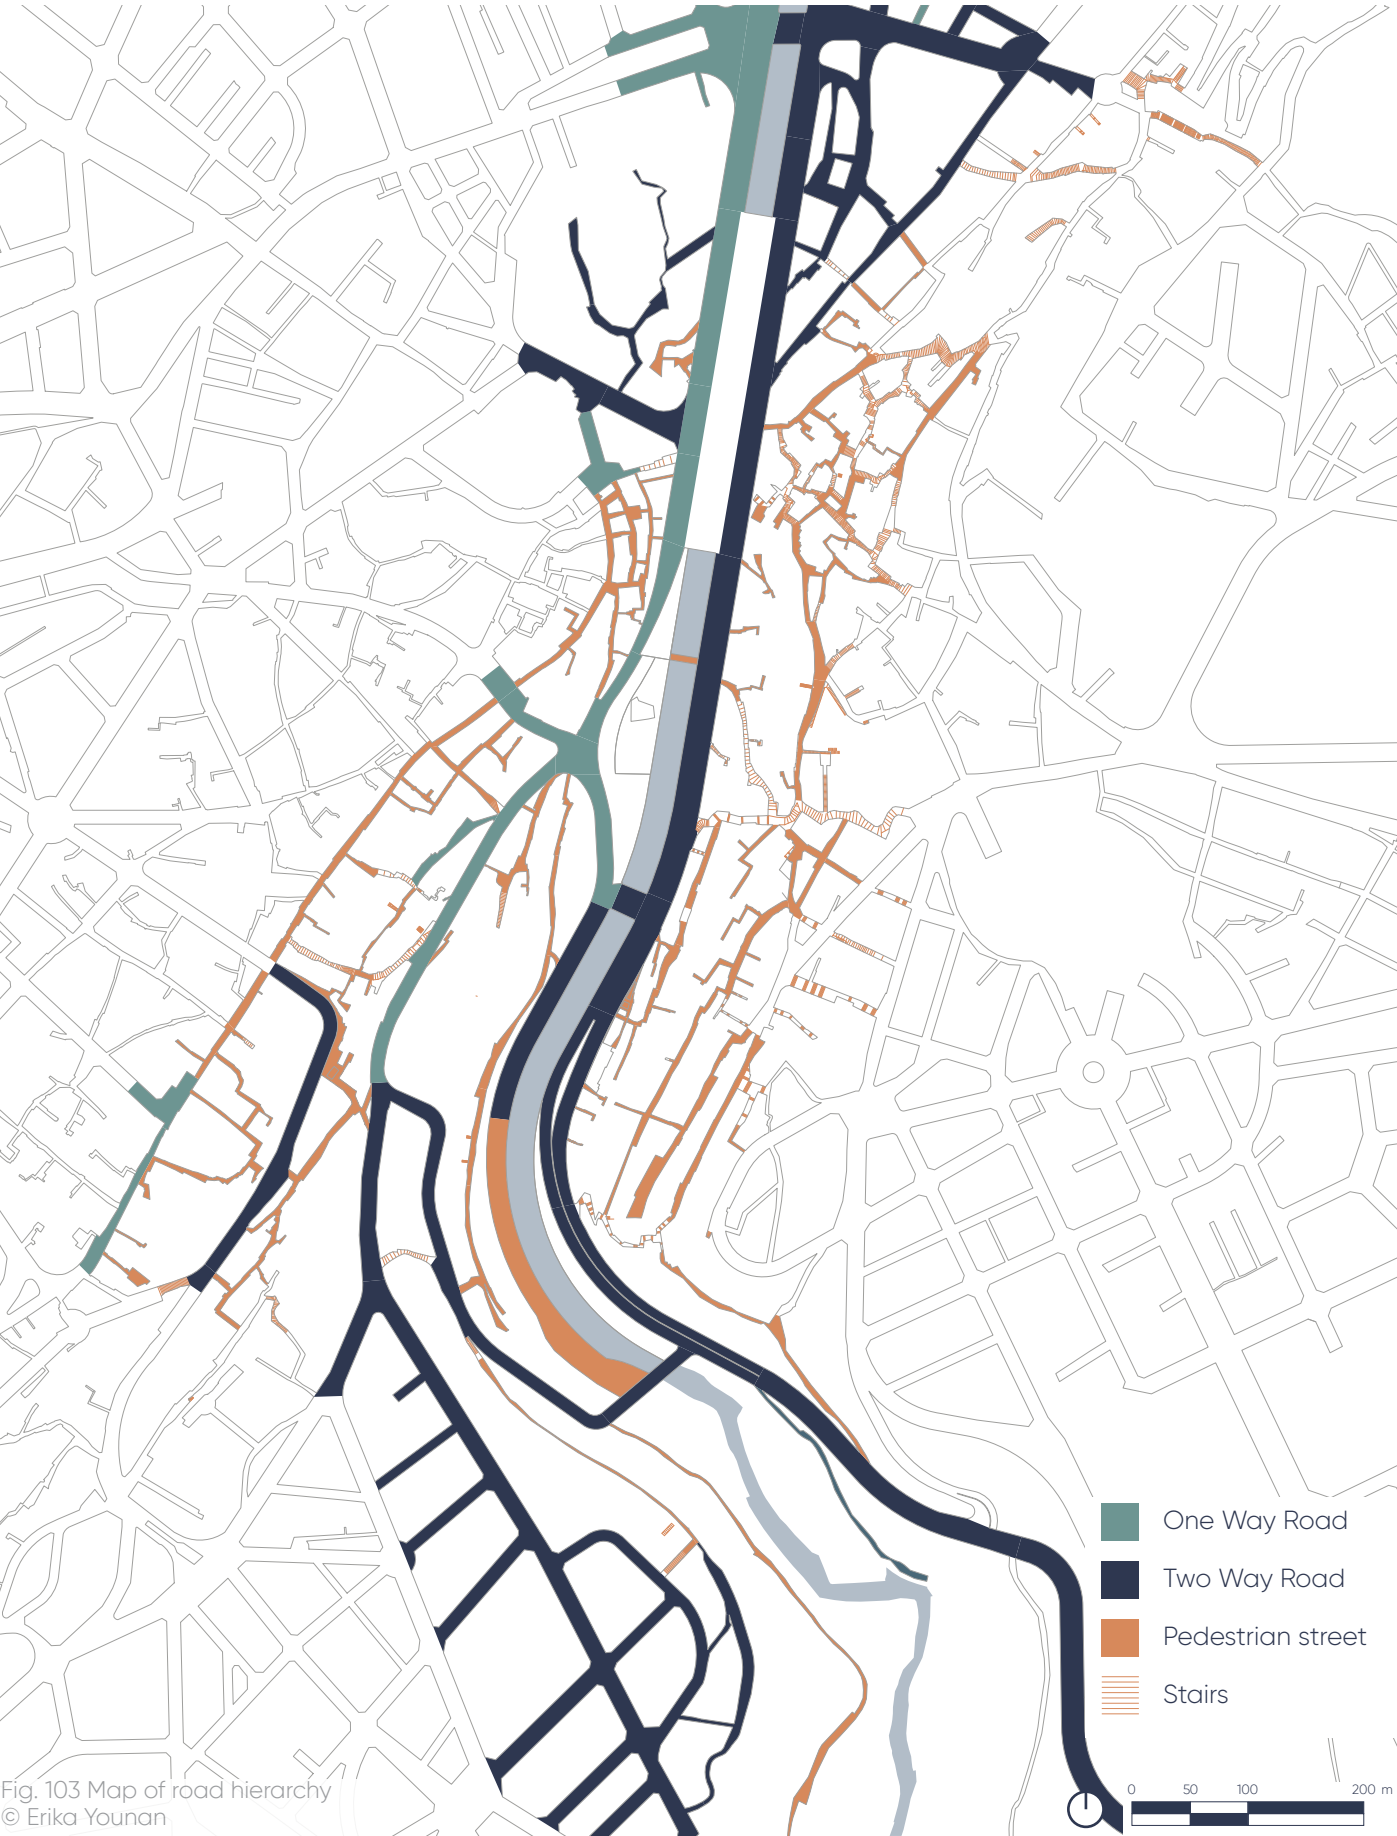 One Way Road
Two Way Road
Pedestrian street
Stairs
Fig. 103 Map of road hierarchy
© Erika Younan
0 50 100 200 m